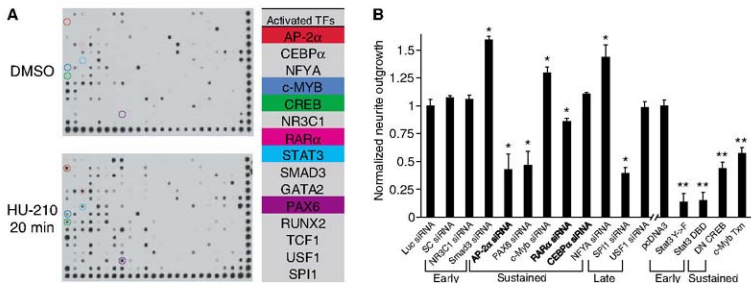 A
DMSO
HU-210
20 min
Activated TFs
AP-2α
CEBPα
NFYA
c-MYB
CREB
NR3C1
RARα
STAT3
SMAD3
GATA2
PAX6
RUNX2
TCF1
USF1
SPI1
B
Normalized neurite outgrowth
1.5
1.25
1
0.75
0.5
0.25
0
*
*
*
*
*
*
*
**
**
**
**
Luc siRNA
SC siRNA
NR3C1 siRNA
Smad3 siRNA
AP-2α siRNA
PAX6 siRNA
c-Myb siRNA
RARα siRNA
CEBPα siRNA
NFYA siRNA
SPI1 siRNA
USF1 siRNA
pcDNA3
Stat3 Y->F
Stat3 DBD
DN CREB
c-Myb Txn
Early
Sustained
Late
Early
Sustained